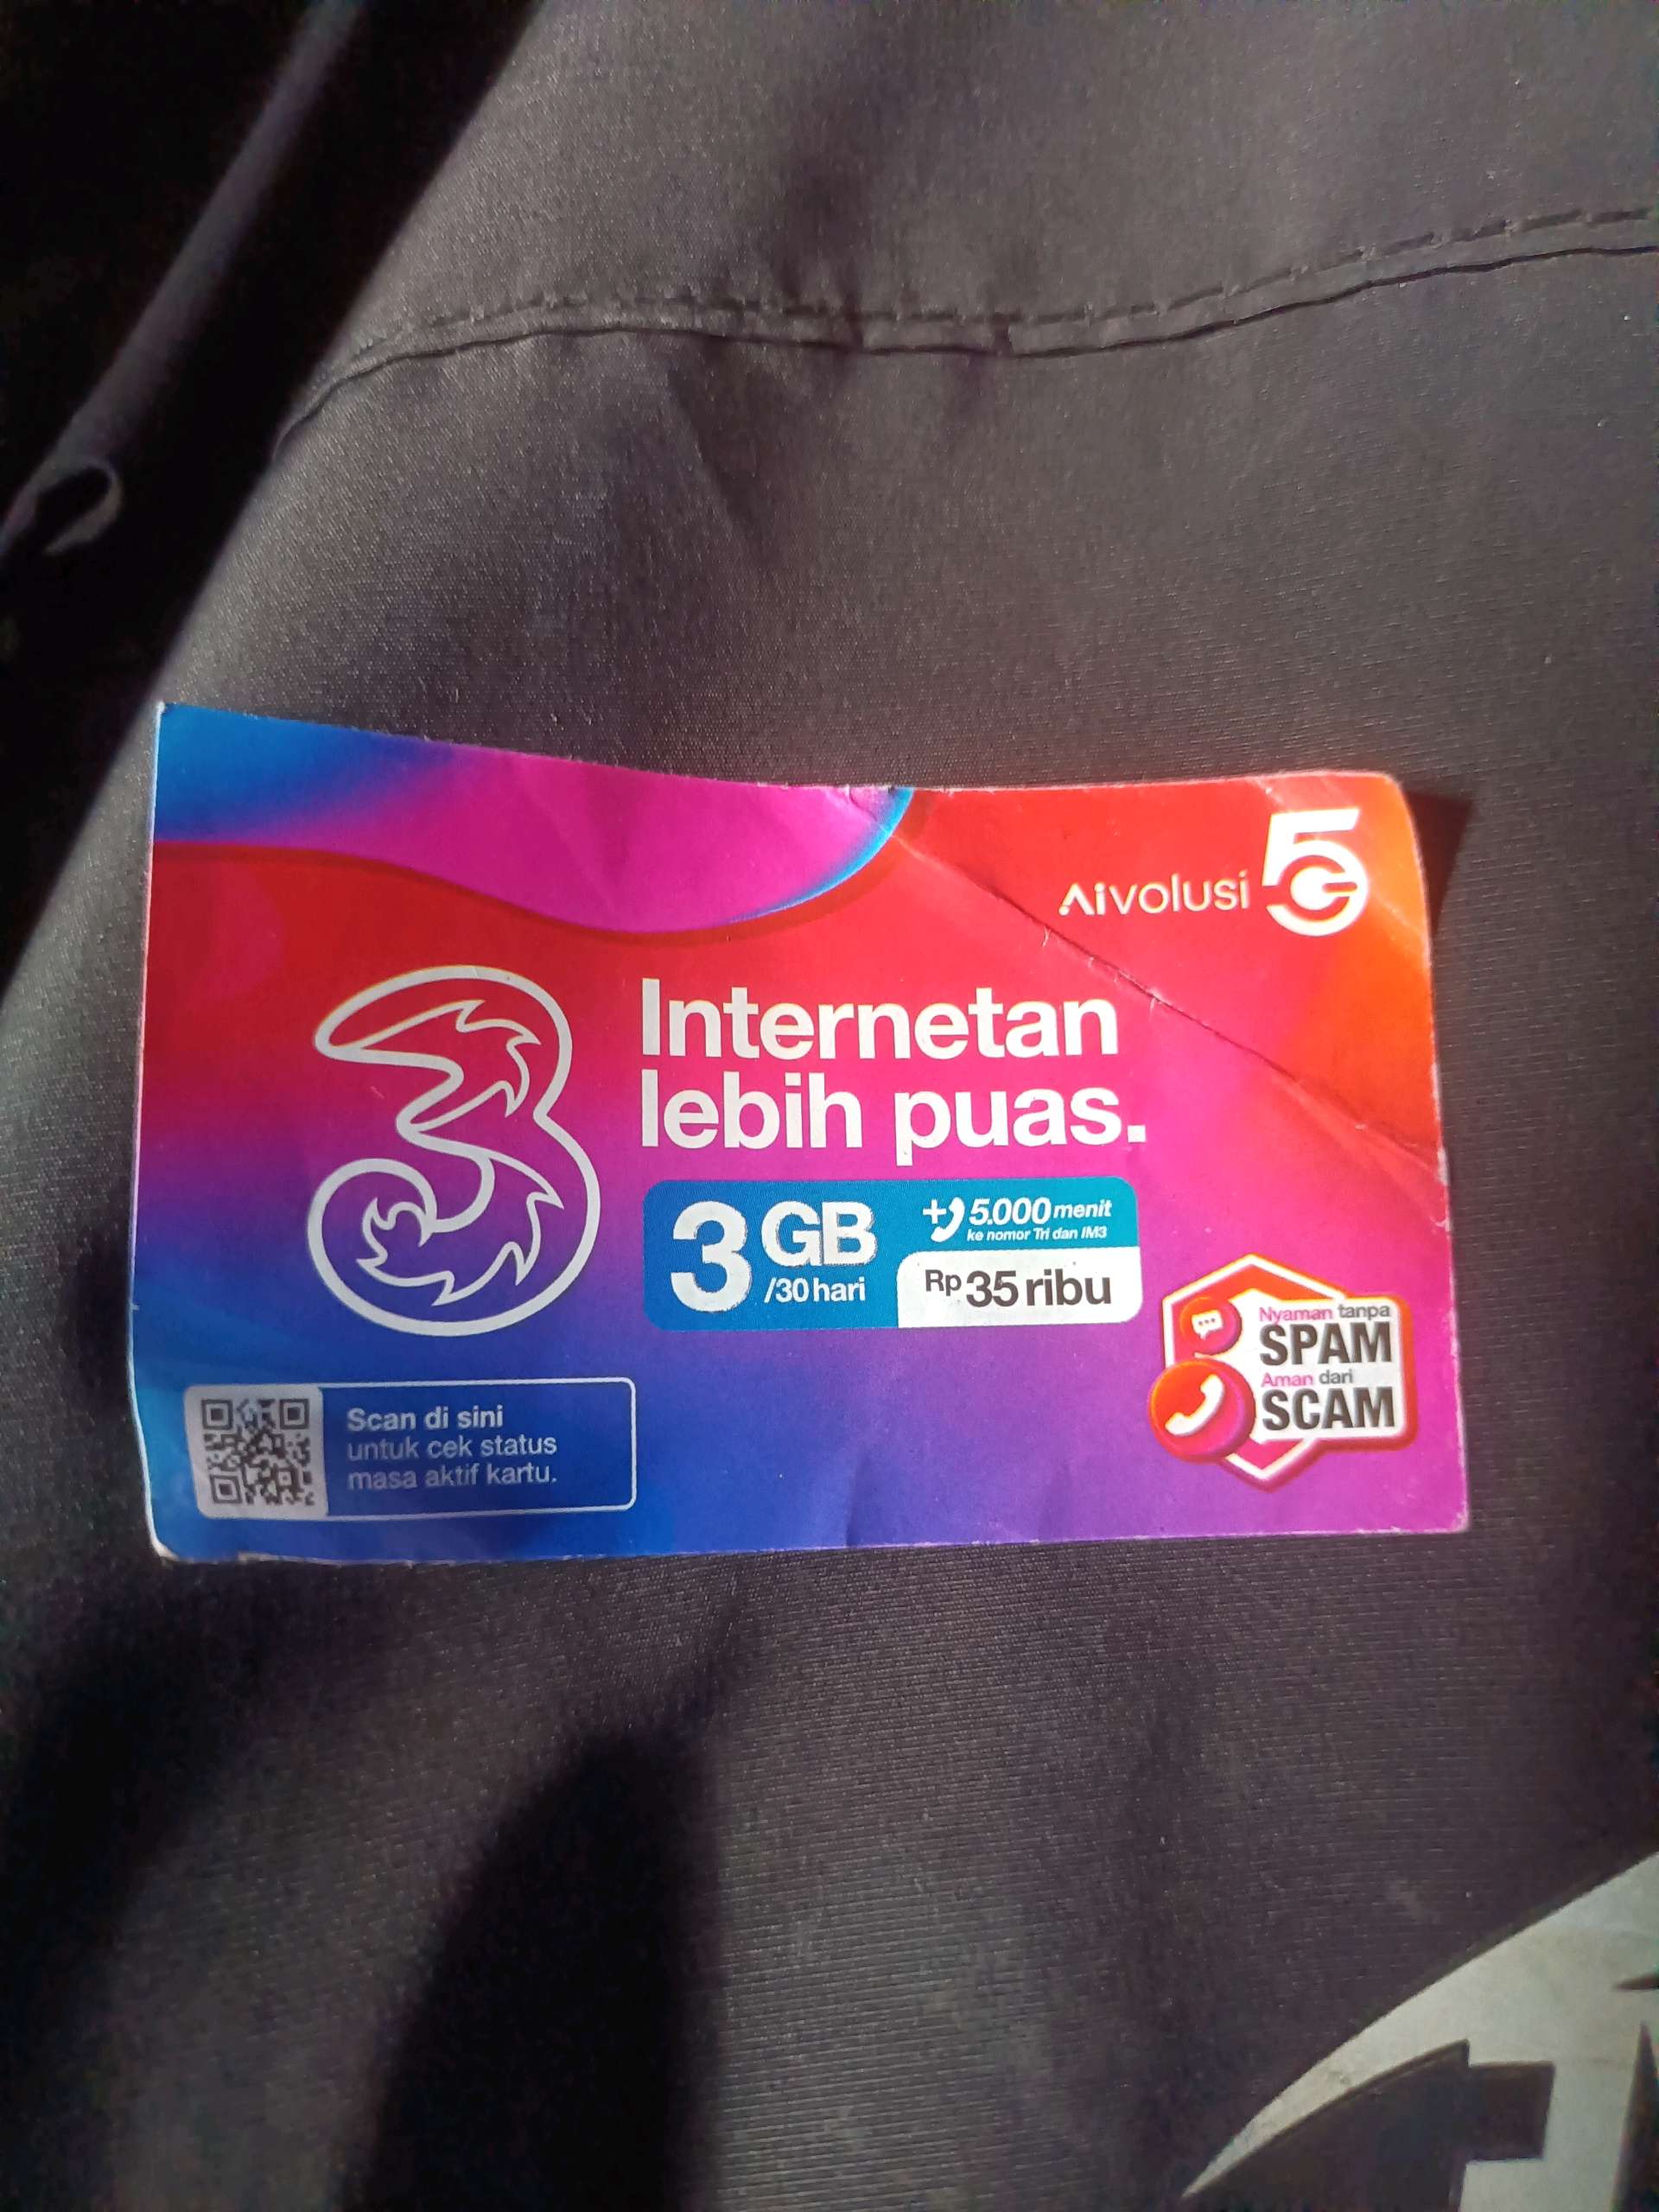 Aivolusi 5G
3
Internetan
lebih puas.
3 GB
/30 hari
+ 5.000 menit
ke nomor Tri dan IM3
Rp 35 ribu
Nyaman tanpa
SPAM
Aman dari
SCAM
Scan di sini
untuk cek status
masa aktif kartu.